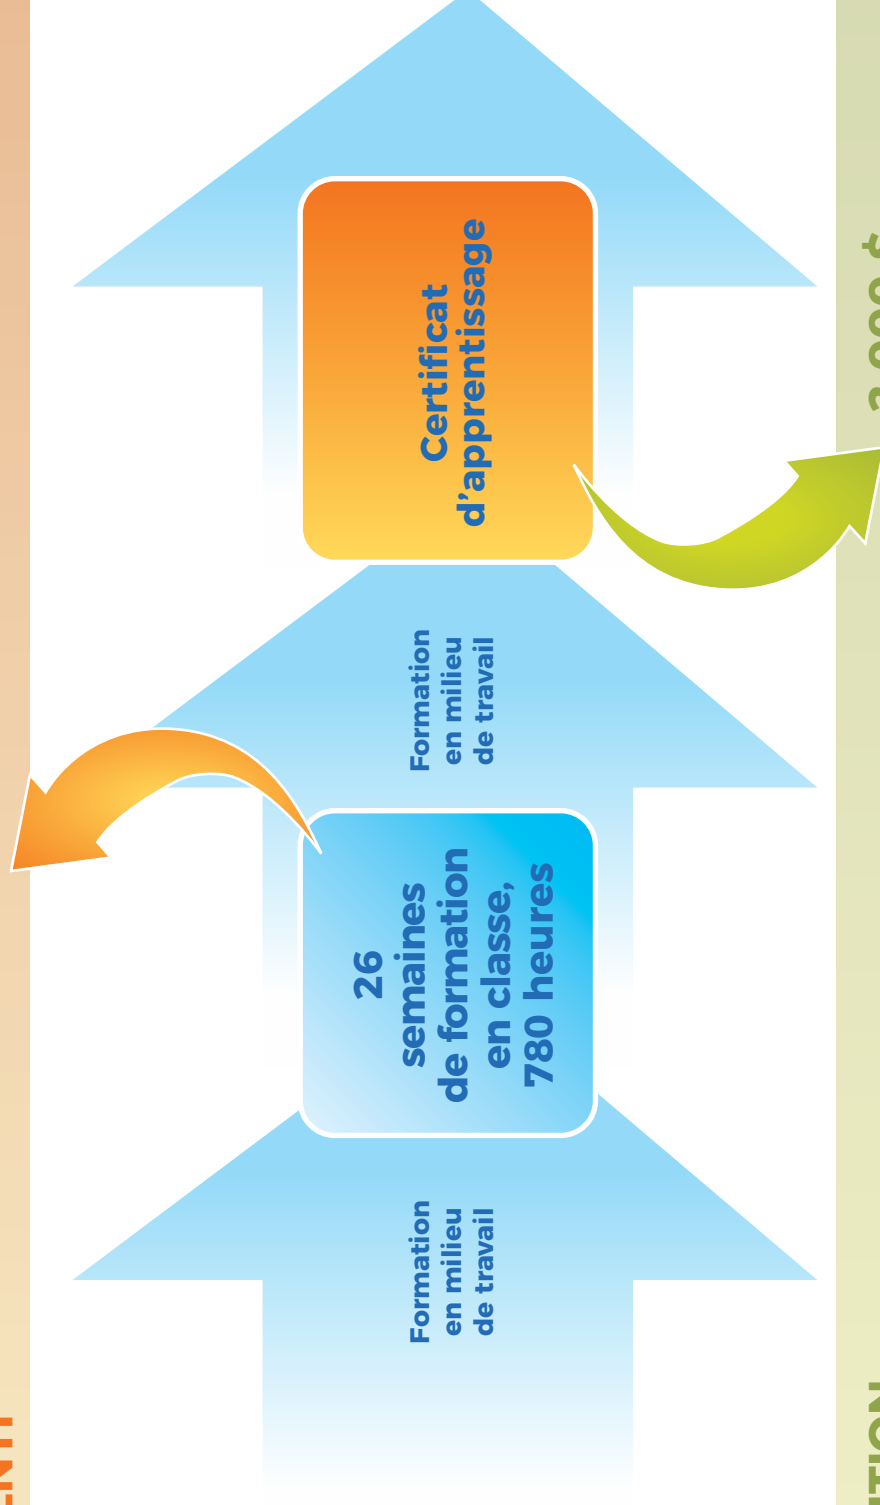 Formation
en milieu
de travail
26
semaines
de formation
en classe,
780 heures
Formation
en milieu
de travail
Certificat
d'apprentissage